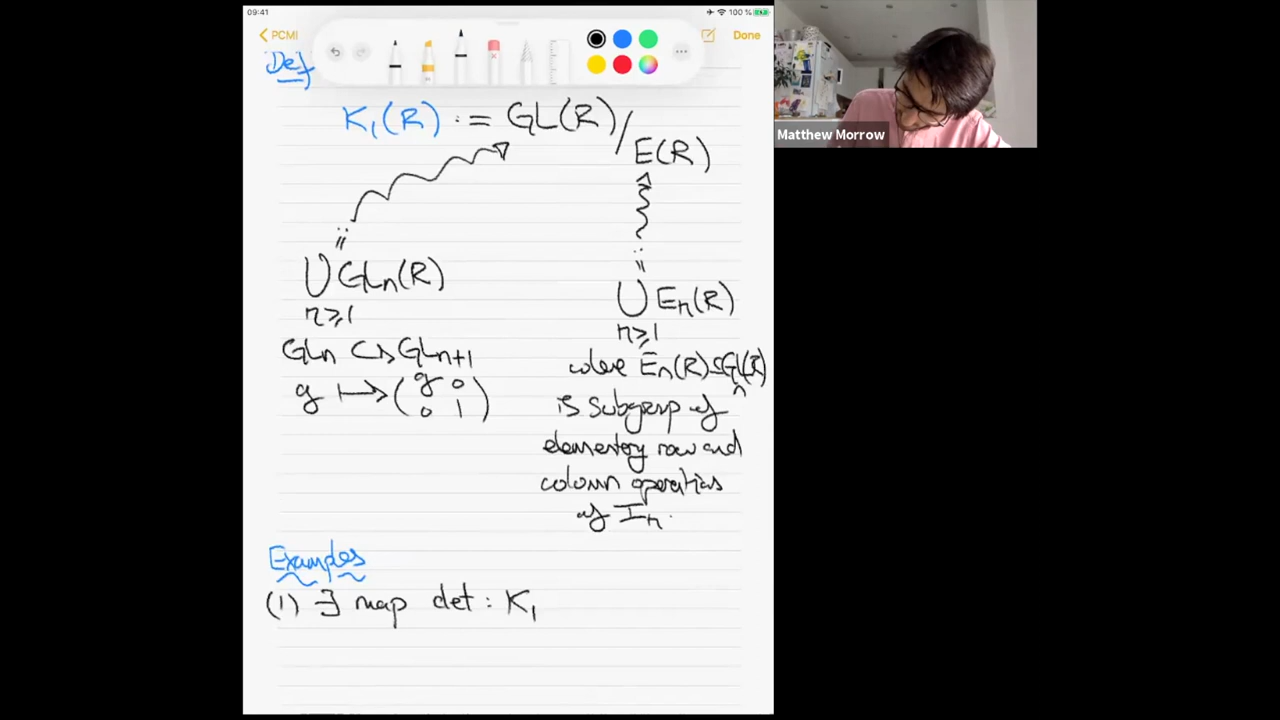 09:41
100 %
PCMI
Done
Def
K₁(R) := GL(R)/E(R)
∪ GLn(R)
n≥1
GLn ↪ GLn+1
g ↦ (g 0
0 1)
∪ En(R)
n≥1
where En(R) ≤ GLn(R)
is subgrp of
elementary row and
column operations
of In.
Examples
(1) ∃ map det : K₁
Matthew Morrow